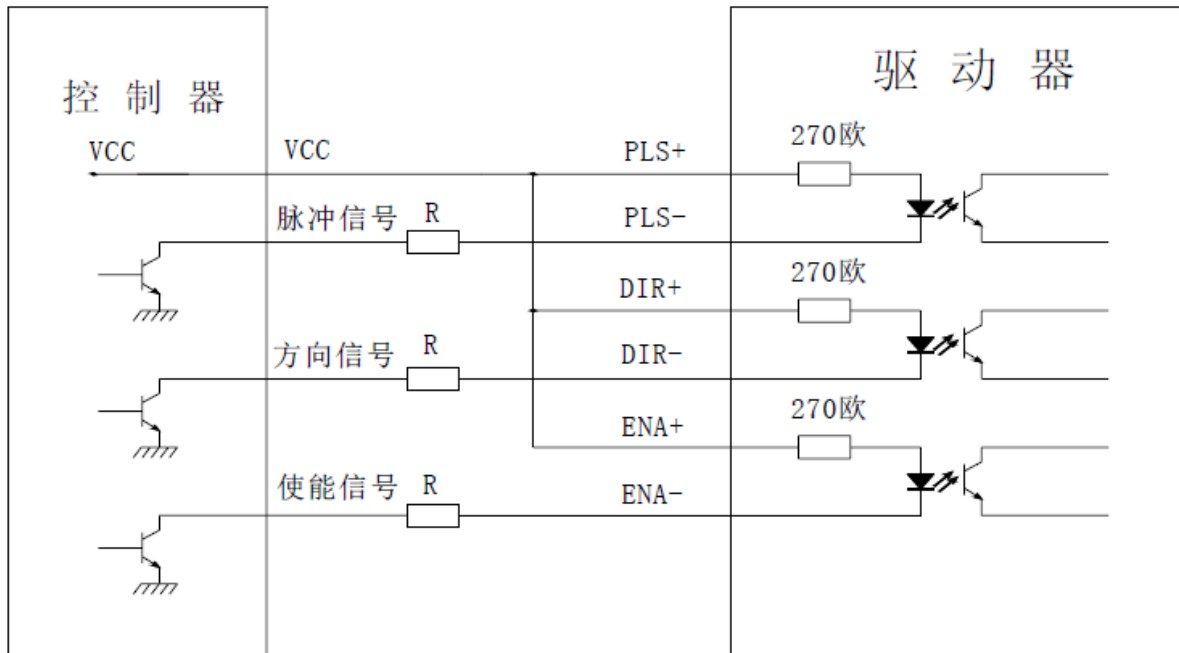 控制器
驱动器
VCC
VCC
PLS+
270欧
脉冲信号
R
PLS-
DIR+
270欧
方向信号
R
DIR-
ENA+
270欧
使能信号
R
ENA-